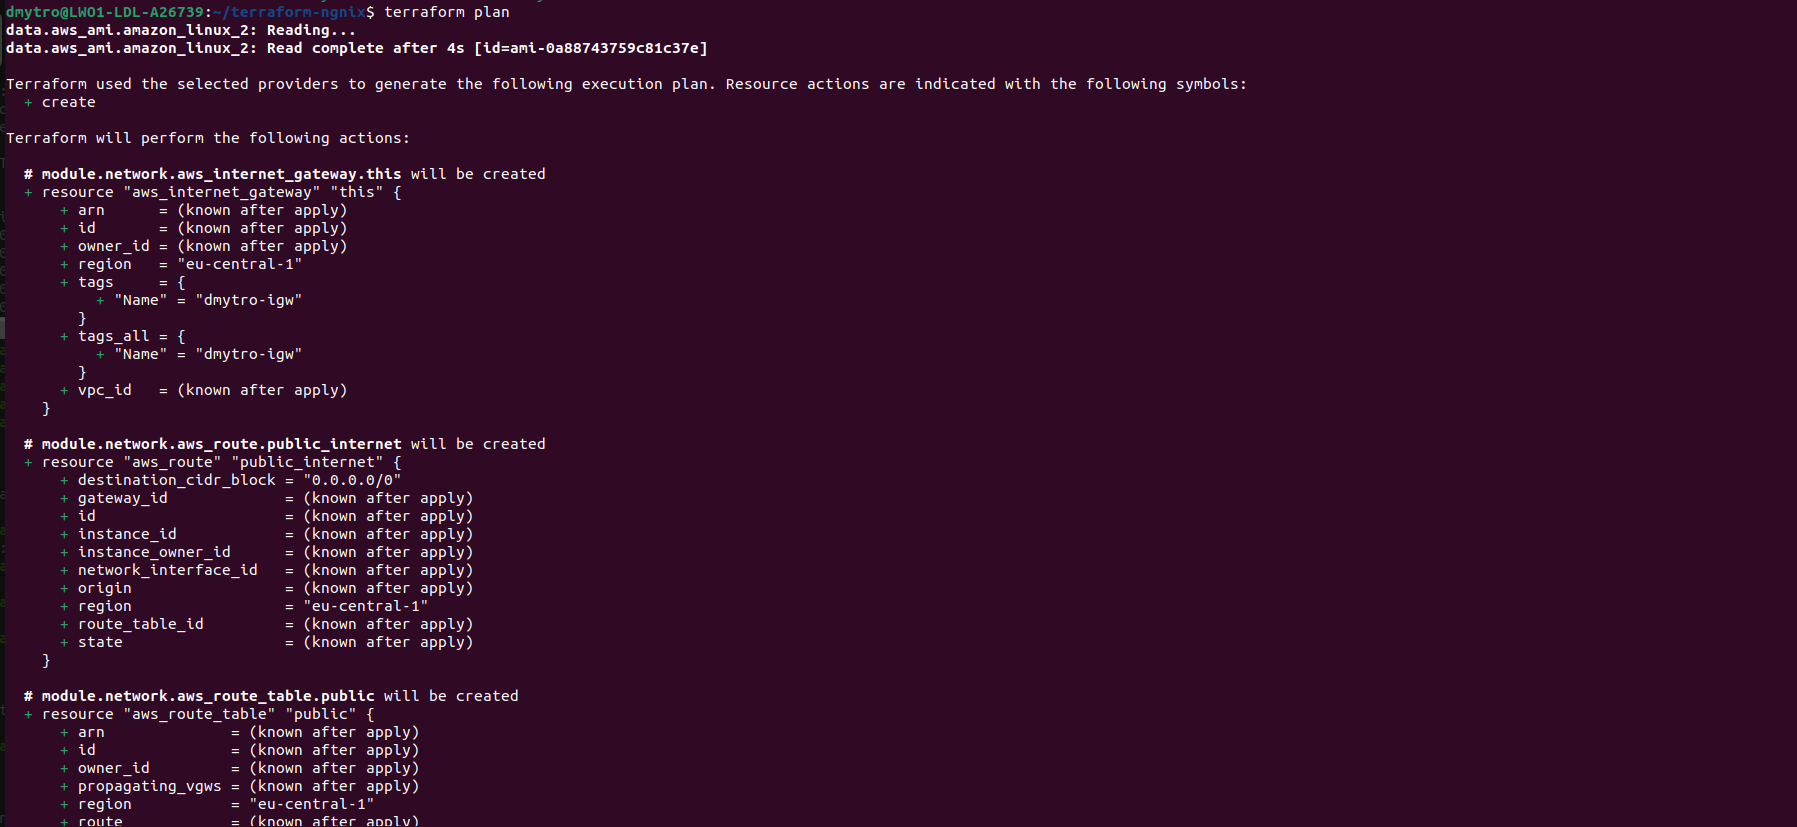 dmytro@LWO1-LDL-A26739:~/terraform-ngnix$ terraform plan
data.aws_ami.amazon_linux_2: Reading...
data.aws_ami.amazon_linux_2: Read complete after 4s [id=ami-0a88743759c81c37e]
Terraform used the selected providers to generate the following execution plan. Resource actions are indicated with the following symbols:
+ create
Terraform will perform the following actions:
# module.network.aws_internet_gateway.this will be created
+ resource "aws_internet_gateway" "this" {
+ arn = (known after apply)
+ id = (known after apply)
+ owner_id = (known after apply)
+ region = "eu-central-1"
+ tags = {
+ "Name" = "dmytro-igw"
}
+ tags_all = {
+ "Name" = "dmytro-igw"
}
+ vpc_id = (known after apply)
}
# module.network.aws_route.public_internet will be created
+ resource "aws_route" "public_internet" {
+ destination_cidr_block = "0.0.0.0/0"
+ gateway_id = (known after apply)
+ id = (known after apply)
+ instance_id = (known after apply)
+ instance_owner_id = (known after apply)
+ network_interface_id = (known after apply)
+ origin = (known after apply)
+ region = "eu-central-1"
+ route_table_id = (known after apply)
+ state = (known after apply)
}
# module.network.aws_route_table.public will be created
+ resource "aws_route_table" "public" {
+ arn = (known after apply)
+ id = (known after apply)
+ owner_id = (known after apply)
+ propagating_vgws = (known after apply)
+ region = "eu-central-1"
+ route = (known after apply)